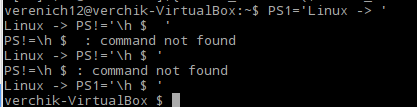 verenich12@verchik-VirtualBox:~$ PS1='Linux -> '
Linux -> PS!='\h $  '
PS!=\h $  : command not found
Linux -> PS!='\h $ '
PS!=\h $ : command not found
Linux -> PS1='\h $ '
verchik-VirtualBox $